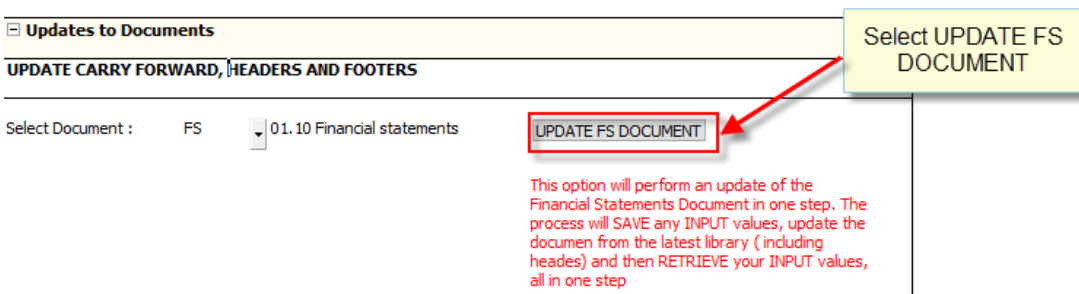 Updates to Documents
Select UPDATE FS
DOCUMENT
UPDATE CARRY FORWARD, HEADERS AND FOOTERS
Select Document : FS 01.10 Financial statements UPDATE FS DOCUMENT
This option will perform an update of the
Financial Statements Document in one step. The
process will SAVE any INPUT values, update the
documen from the latest library ( including
heades) and then RETRIEVE your INPUT values,
all in one step